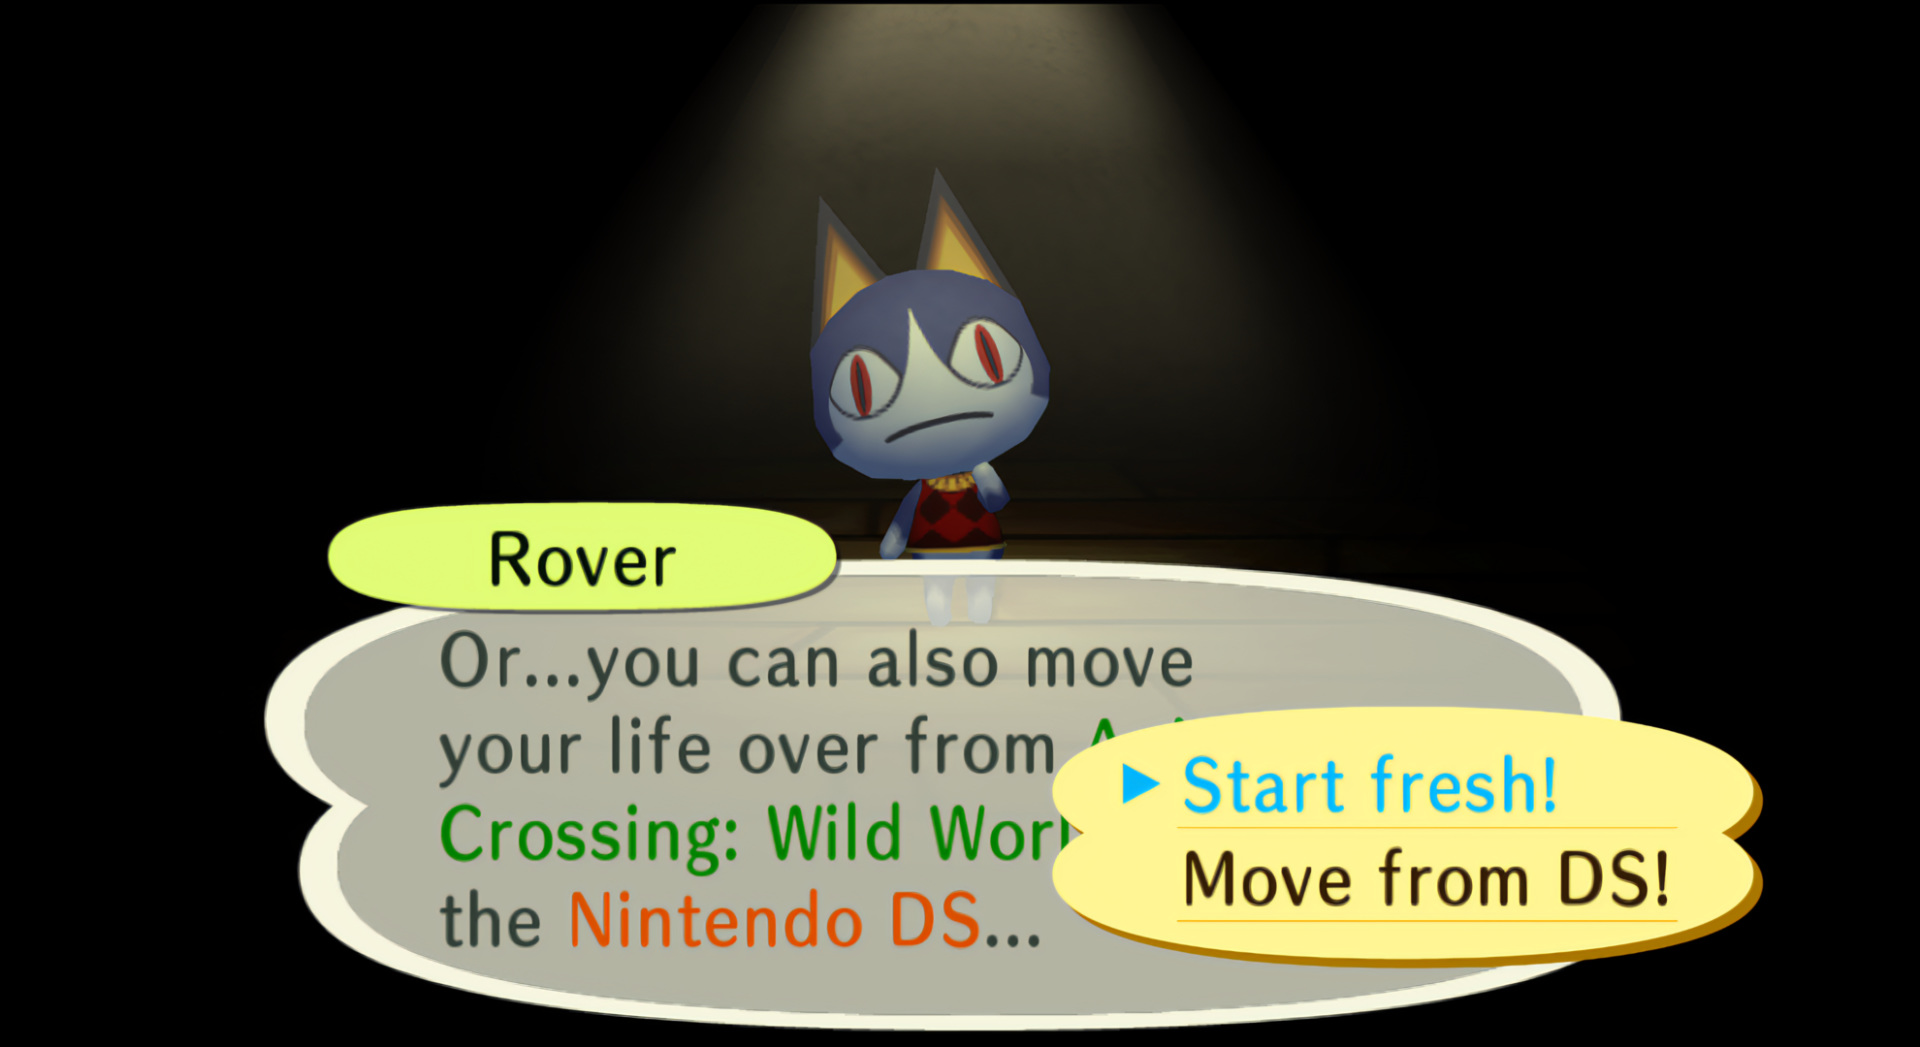 Rover
Or...you can also move
your life over from
Crossing: Wild
the Nintendo DS...
Start fresh!
Move from DS!